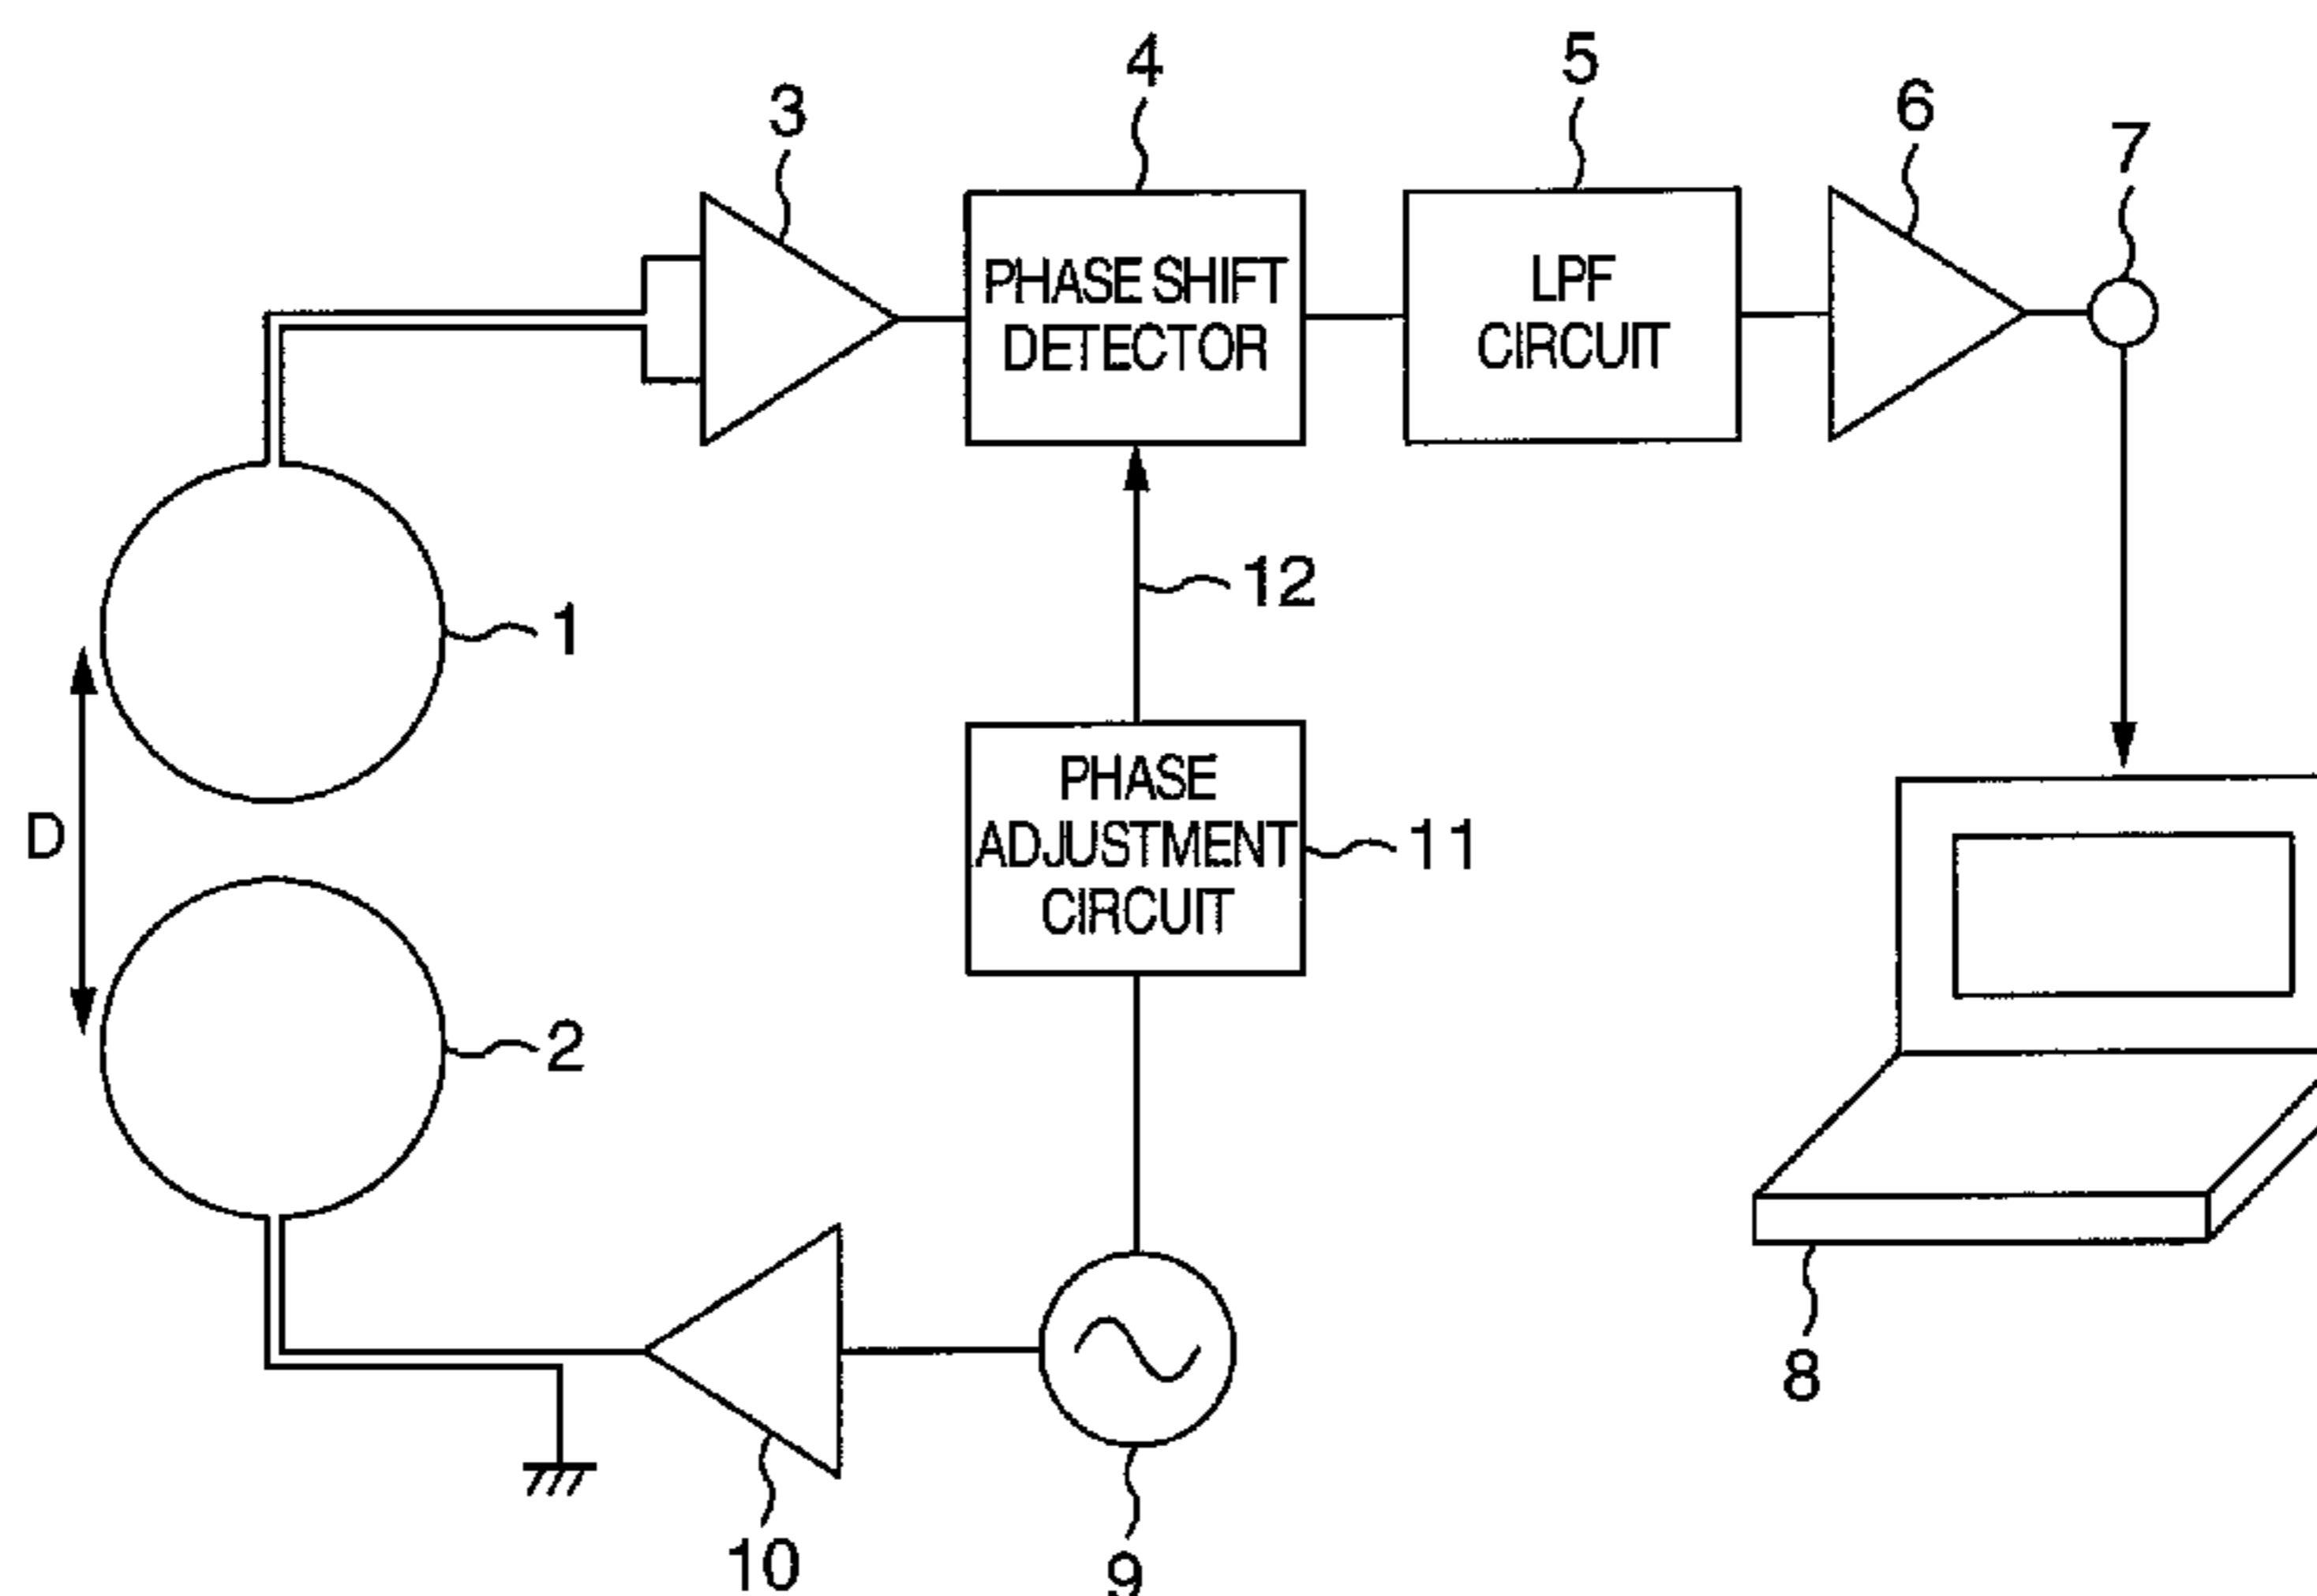 4
5
3
6
7
PHASE SHIFT
DETECTOR
LPF
CIRCUIT
12
1
PHASE
ADJUSTMENT
CIRCUIT
11
D
2
8
10
9